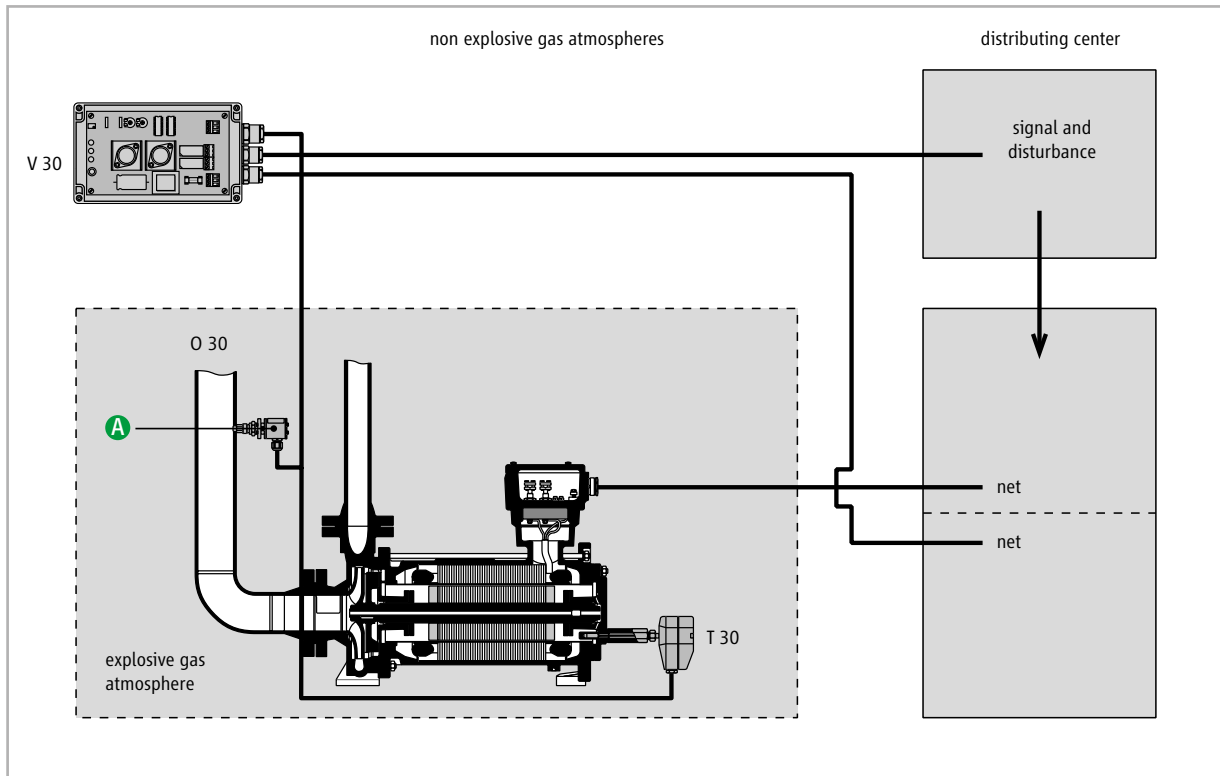 non explosive gas atmospheres
distributing center
signal and
disturbance
V 30
O 30
A
net
net
T 30
explosive gas
atmosphere